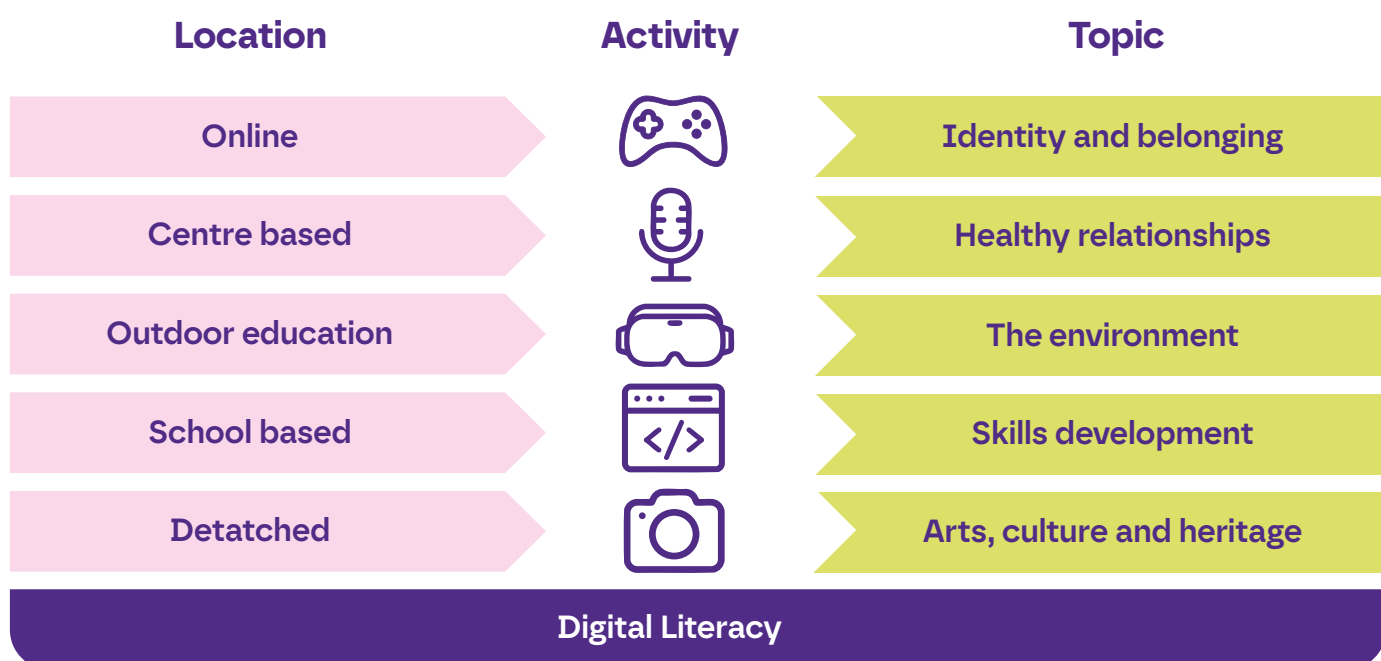 Location Activity Topic
Online Identity and belonging
Centre based Healthy relationships
Outdoor education The environment
School based </> Skills development
Detatched Arts, culture and heritage
Digital Literacy